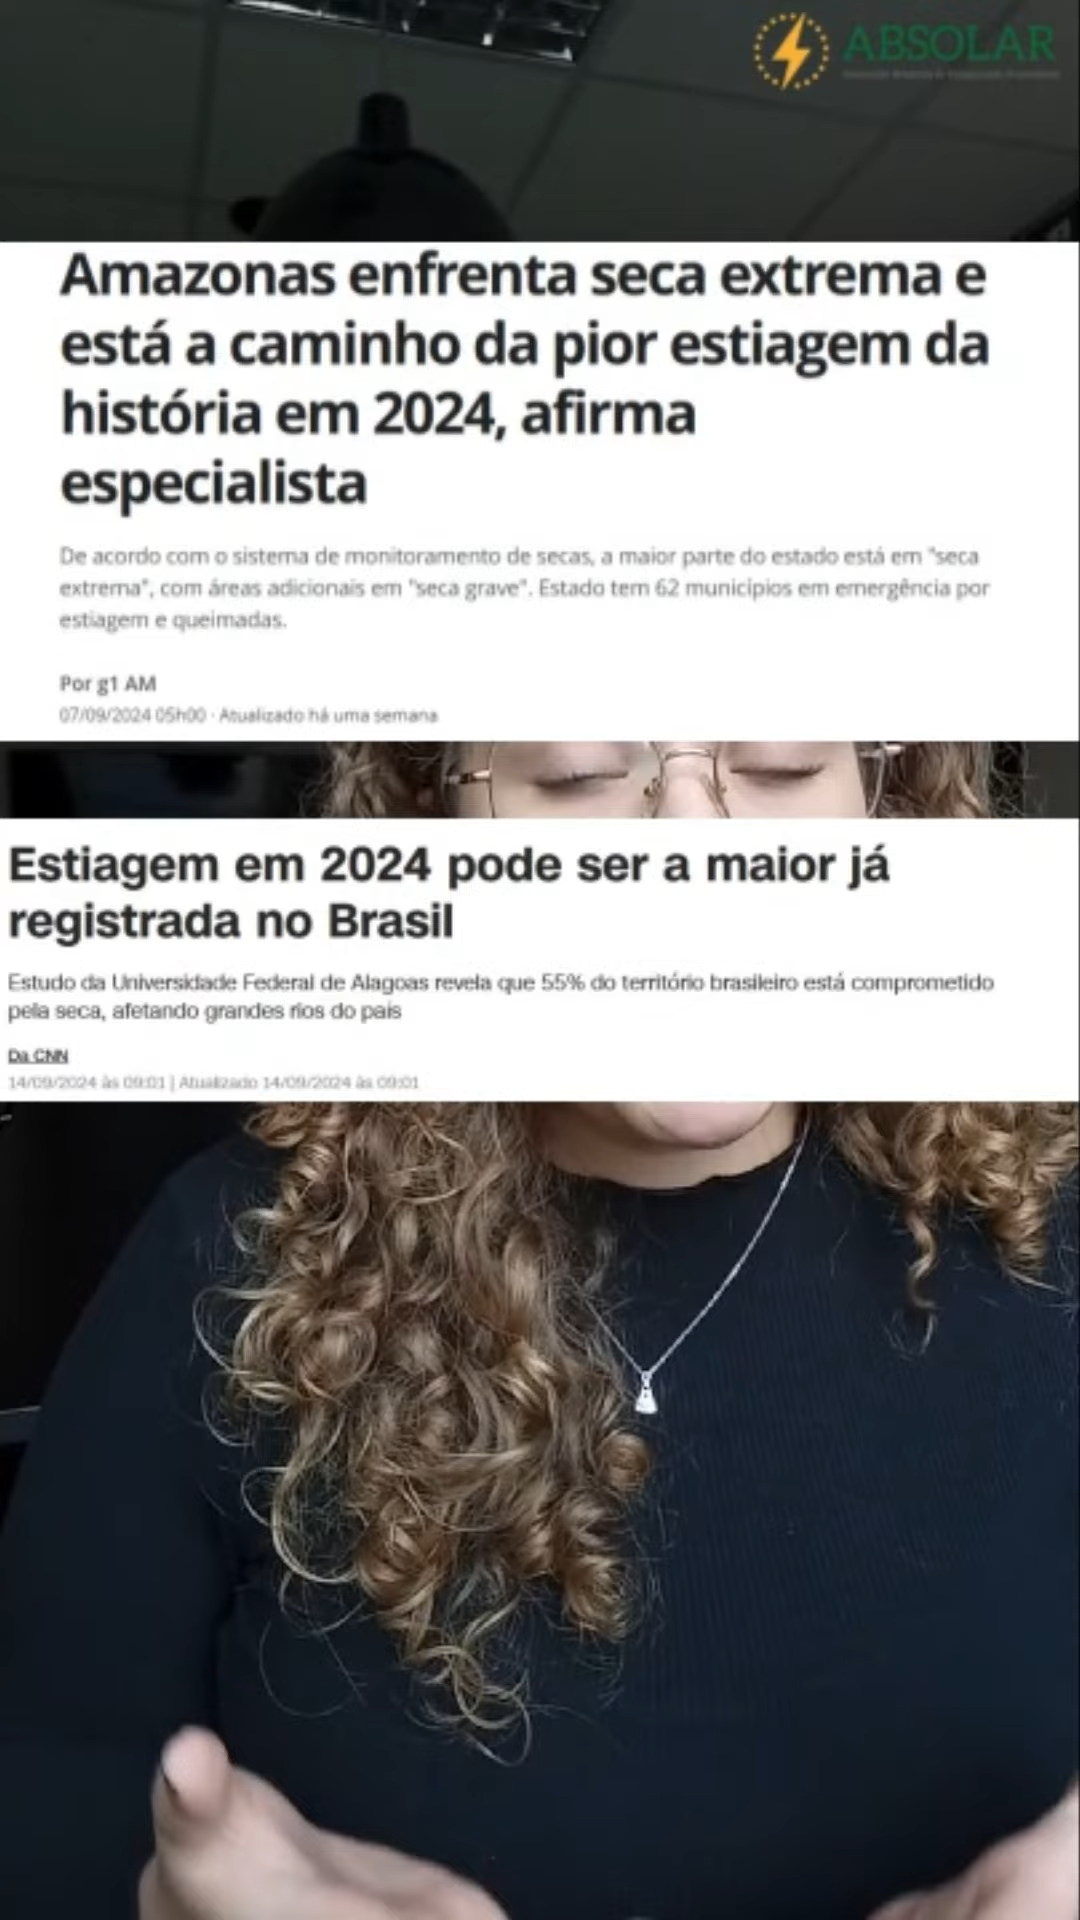 ABSOLAR
Amazonas enfrenta seca extrema e
está a caminho da pior estiagem da
história em 2024, afirma
especialista
De acordo com o sistema de monitoramento de secas, a maior parte do estado está em "seca
extrema", com áreas adicionais em "seca grave". Estado tem 62 municípios em emergência por
estiagem e queimadas.
Por g1 AM
07/09/2024 05h00 · Atualizado há uma semana
Estiagem em 2024 pode ser a maior já
registrada no Brasil
Estudo da Universidade Federal de Alagoas revela que 55% do território brasileiro está comprometido
pela seca, afetando grandes rios do país
Da CNN
14/09/2024 às 09:01 | Atualizado 14/09/2024 às 09:01